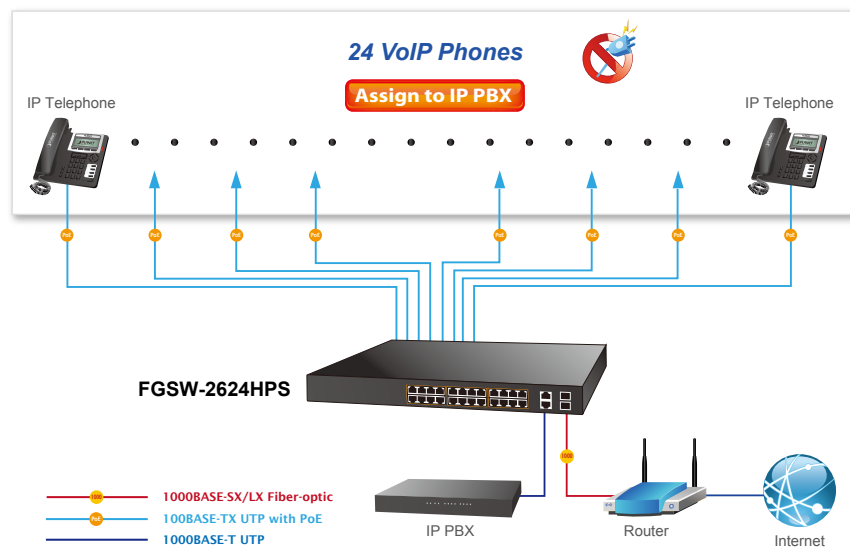 24 VoIP Phones
Assign to IP PBX
IP Telephone
IP Telephone
PoE
PoE
PoE
PoE
PoE
PoE
PoE
PoE
FGSW-2624HPS
1000
1000
1000BASE-SX/LX Fiber-optic
PoE
100BASE-TX UTP with PoE
1000BASE-T UTP
IP PBX
Router
Internet